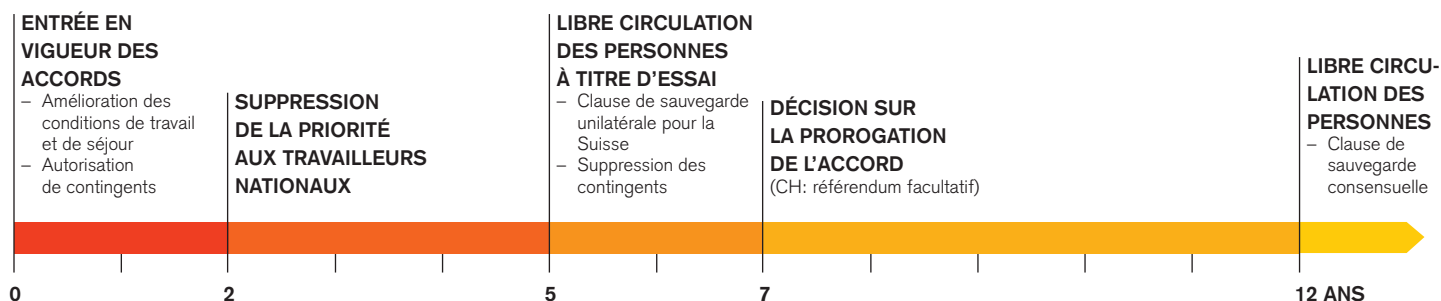 ENTRÉE EN
VIGUEUR DES
ACCORDS
– Amélioration des
conditions de travail
et de séjour
– Autorisation
de contingents
SUPPRESSION
DE LA PRIORITÉ
AUX TRAVAILLEURS
NATIONAUX
LIBRE CIRCULATION
DES PERSONNES
À TITRE D’ESSAI
– Clause de sauvegarde
unilatérale pour la
Suisse
– Suppression des
contingents
DÉCISION SUR
LA PROROGATION
DE L’ACCORD
(CH: référendum facultatif)
LIBRE CIRCU-
LATION DES
PERSONNES
– Clause de
sauvegarde
consensuelle
0 2 5 7 12 ANS